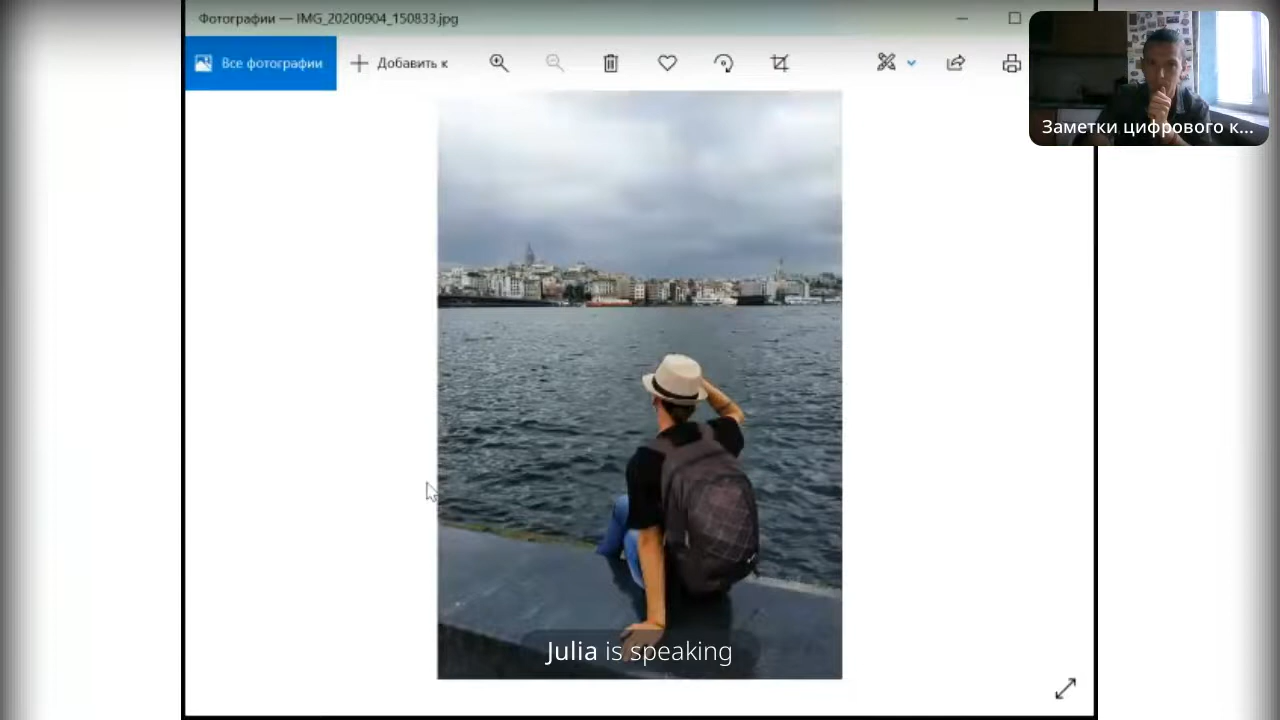 Фотографии — IMG_20200904_150833.jpg
Все фотографии
Добавить к
Заметки цифрового к...
Julia is speaking